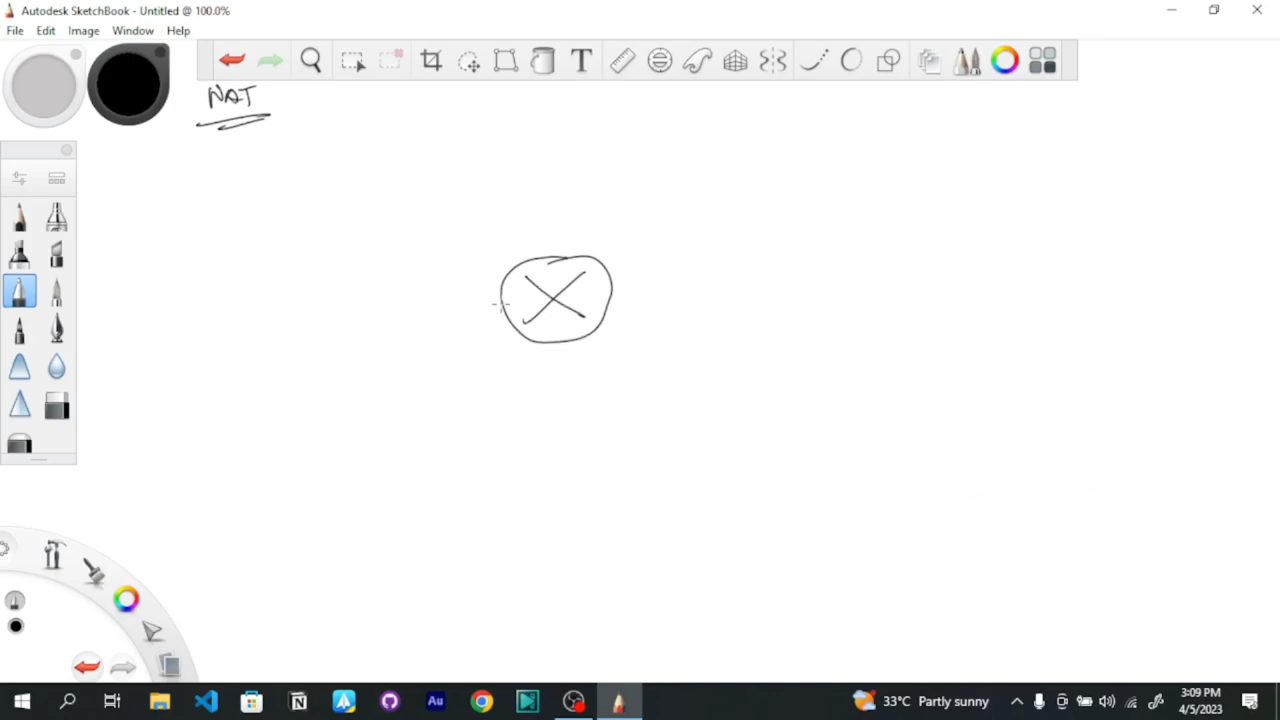 Autodesk SketchBook - Untitled @ 100.0%
File Edit Image Window Help
T
NAT
Au
N
33°C Partly sunny
3:09 PM
4/5/2023